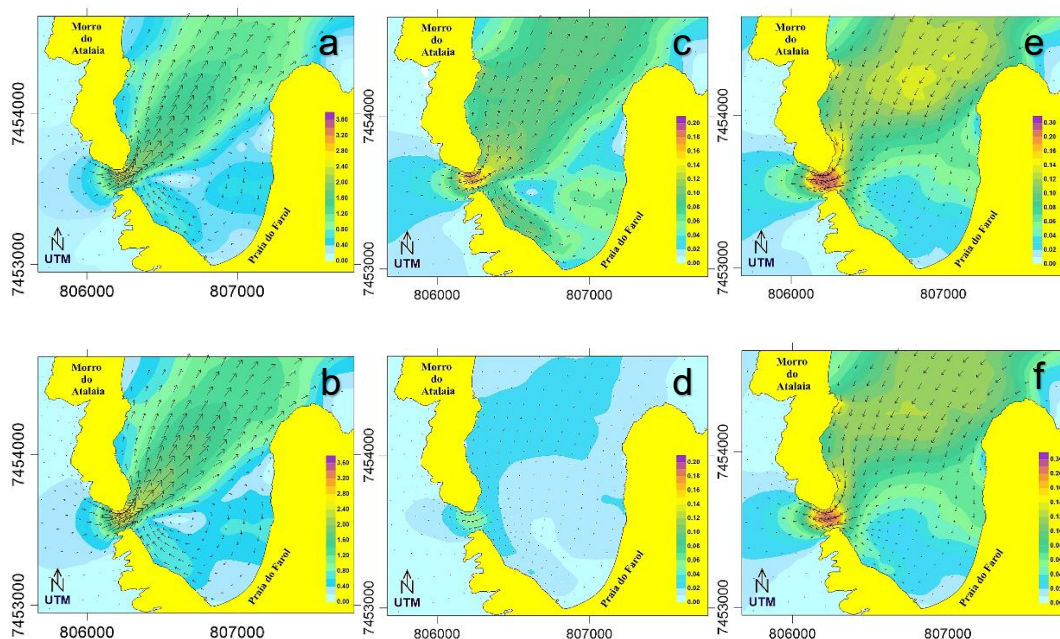 Morro
do
Atalaia
a
7454000
3.60
3.20
2.80
2.40
2.00
1.60
1.20
0.80
0.40
0.00
N
UTM
Praia do Farol
7453000
806000
807000
Morro
do
Atalaia
c
7454000
0.20
0.18
0.16
0.14
0.12
0.10
0.08
0.06
0.04
0.02
0.00
N
UTM
Praia do Farol
7453000
806000
807000
Morro
do
Atalaia
e
7454000
0.30
0.00
N
UTM
Praia do Farol
7453000
806000
807000
Morro
do
Atalaia
b
7454000
3.60
3.20
2.80
2.40
2.00
1.60
1.20
0.80
0.40
0.00
N
UTM
Praia do Farol
7453000
806000
807000
Morro
do
Atalaia
d
7454000
0.20
0.18
0.16
0.14
0.12
0.10
0.08
0.06
0.04
0.02
0.00
N
UTM
Praia do Farol
7453000
806000
807000
Morro
do
Atalaia
f
7454000
N
UTM
Praia do Farol
7453000
806000
807000